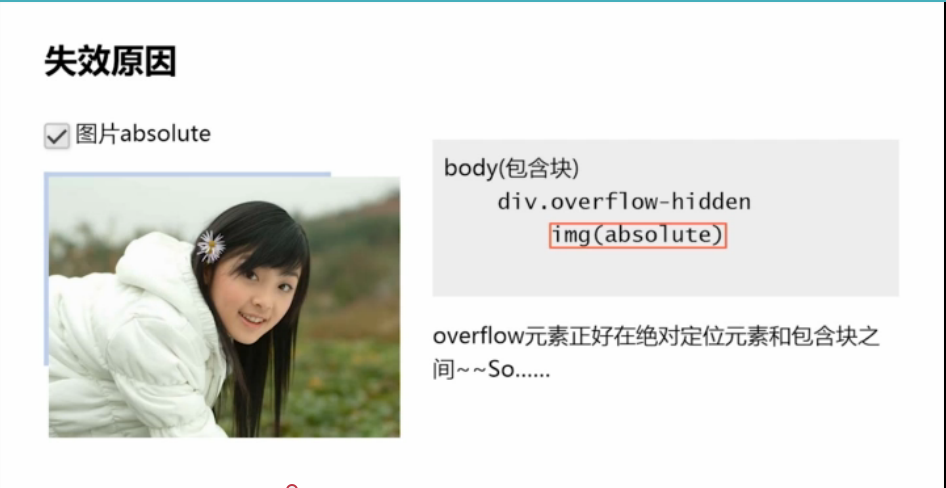 失效原因
图片absolute
body(包含块)
div.overflow-hidden
img(absolute)
overflow元素正好在绝对定位元素和包含块之
间~~So......